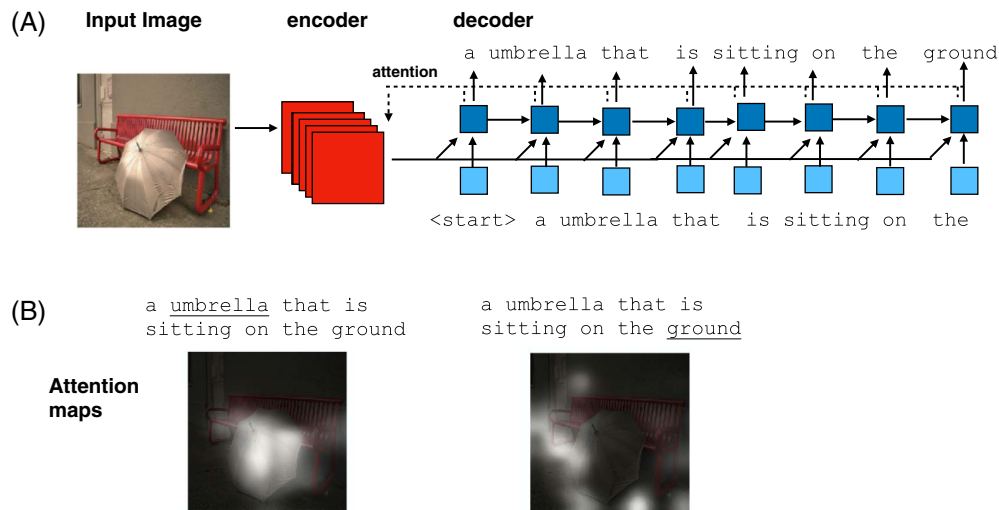 (A)
Input Image
encoder
decoder
a umbrella that is sitting on the ground
attention
<start> a umbrella that is sitting on the
(B)
a umbrella that is
sitting on the ground
a umbrella that is
sitting on the ground
Attention
maps